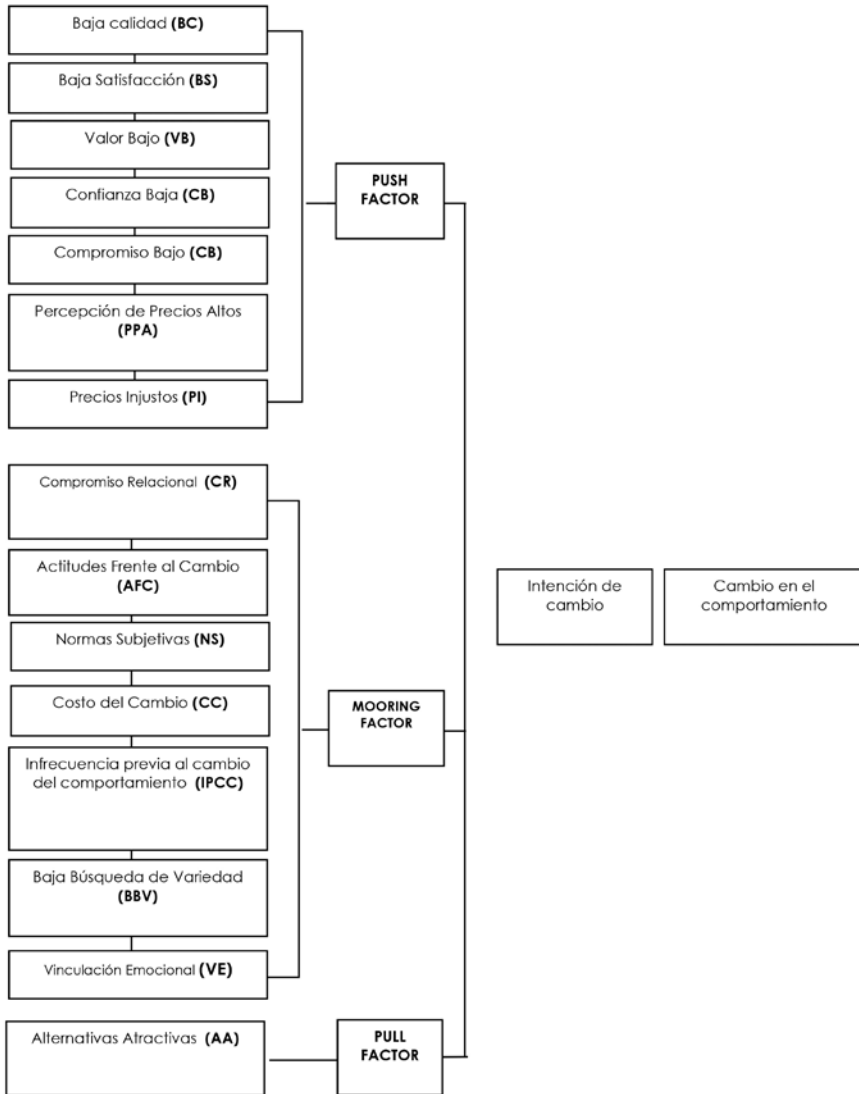 Baja calidad (BC)
Baja Satisfacción (BS)
Valor Bajo (VB)
Confianza Baja (CB)
Compromiso Bajo (CB)
Percepción de Precios Altos
(PPA)
Precios Injustos (PI)
PUSH
FACTOR
Compromiso Relacional (CR)
Actitudes Frente al Cambio
(AFC)
Normas Subjetivas (NS)
Costo del Cambio (CC)
Infrecuencia previa al cambio
del comportamiento (IPCC)
Baja Búsqueda de Variedad
(BBV)
Vinculación Emocional (VE)
MOORING
FACTOR
Intención de
cambio
Cambio en el
comportamiento
Alternativas Atractivas (AA)
PULL
FACTOR